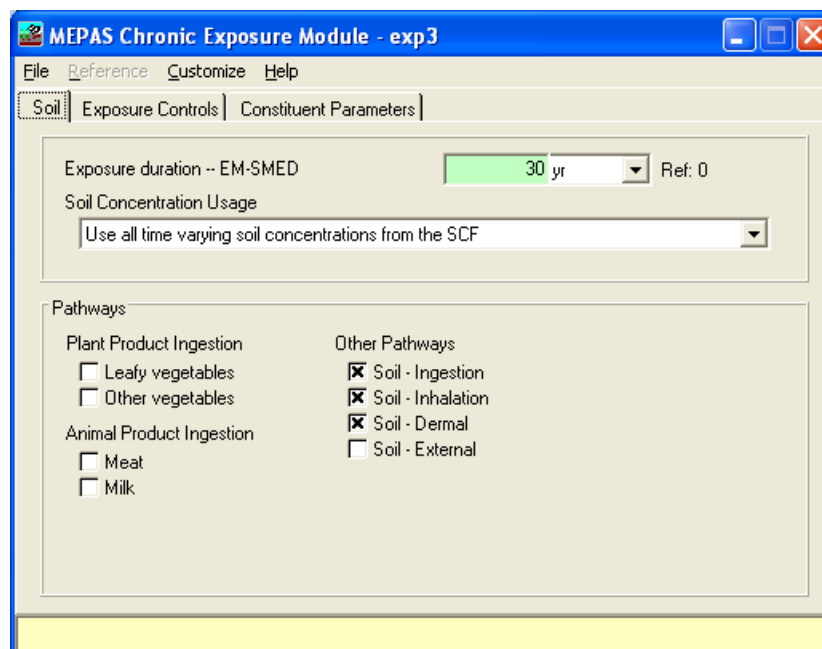 MEPAS Chronic Exposure Module - exp3
File Reference Customize Help
Soil Exposure Controls Constituent Parameters
Exposure duration -- EM-SMED 30 yr Ref: 0
Soil Concentration Usage
Use all time varying soil concentrations from the SCF
Pathways
Plant Product Ingestion
Leafy vegetables
Other vegetables
Animal Product Ingestion
Meat
Milk
Other Pathways
Soil - Ingestion
Soil - Inhalation
Soil - Dermal
Soil - External